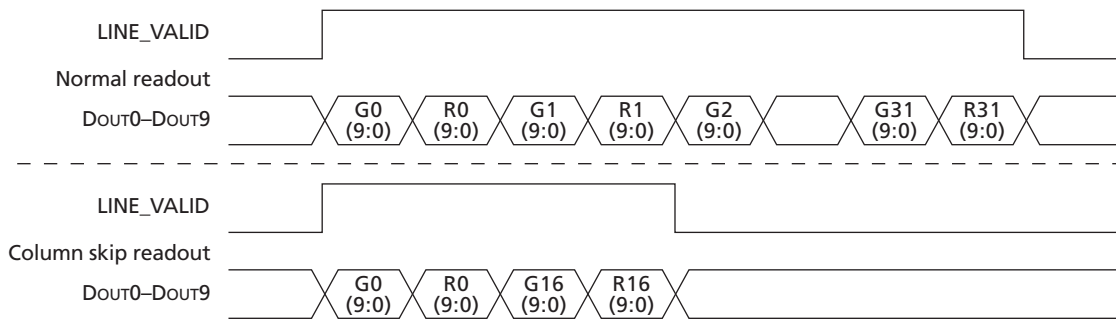 LINE_VALID
Normal readout
DOUT0–DOUT9
G0 R0 G1 R1 G2 G31 R31
(9:0) (9:0) (9:0) (9:0) (9:0) (9:0) (9:0)
LINE_VALID
Column skip readout
DOUT0–DOUT9
G0 R0 G16 R16
(9:0) (9:0) (9:0) (9:0)